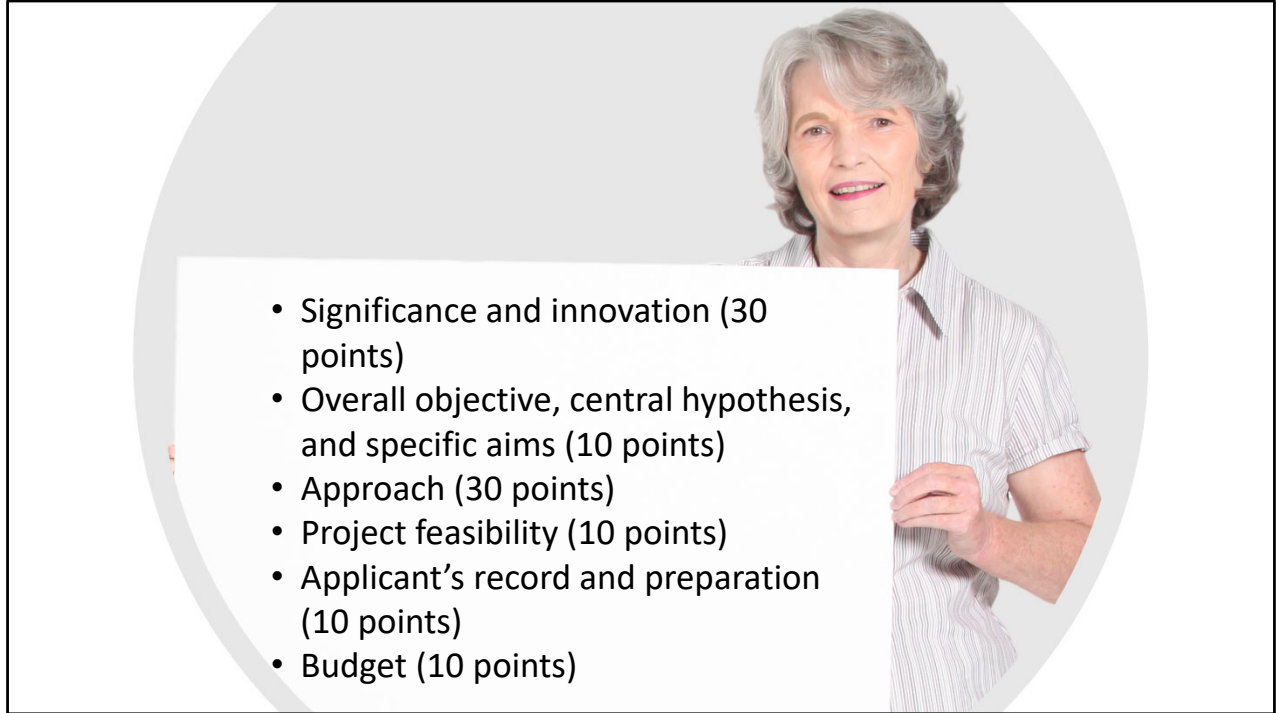 • Significance and innovation (30
points)
• Overall objective, central hypothesis,
and specific aims (10 points)
• Approach (30 points)
• Project feasibility (10 points)
• Applicant’s record and preparation
(10 points)
• Budget (10 points)